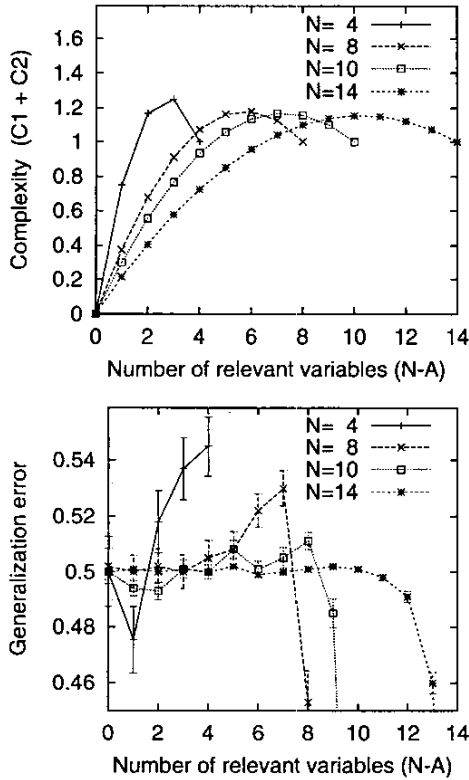 N= 4
N= 8
N=10
N=14
1.6
1.4
1.2
1
0.8
0.6
0.4
0.2
0
Complexity (C1 + C2)
0 2 4 6 8 10 12 14
Number of relevant variables (N-A)
N= 4
N= 8
N=10
N=14
0.54
0.52
0.5
0.48
0.46
Generalization error
0 2 4 6 8 10 12 14
Number of relevant variables (N-A)